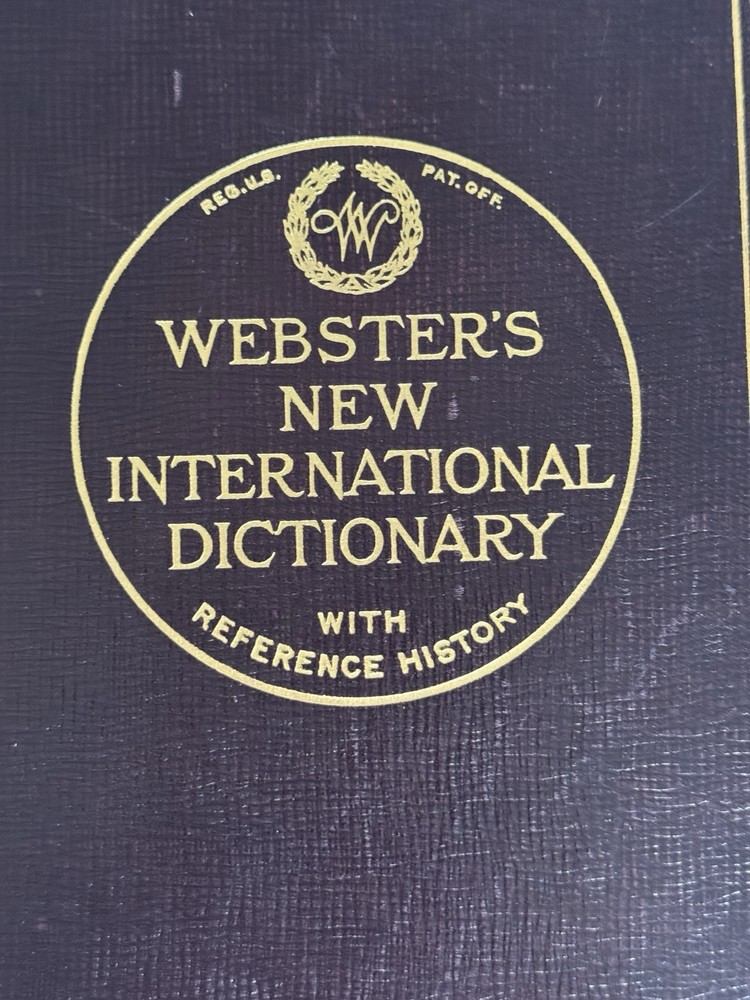 REG. U.S. PAT. OFF.
W
WEBSTER'S
NEW
INTERNATIONAL
DICTIONARY
WITH
REFERENCE HISTORY